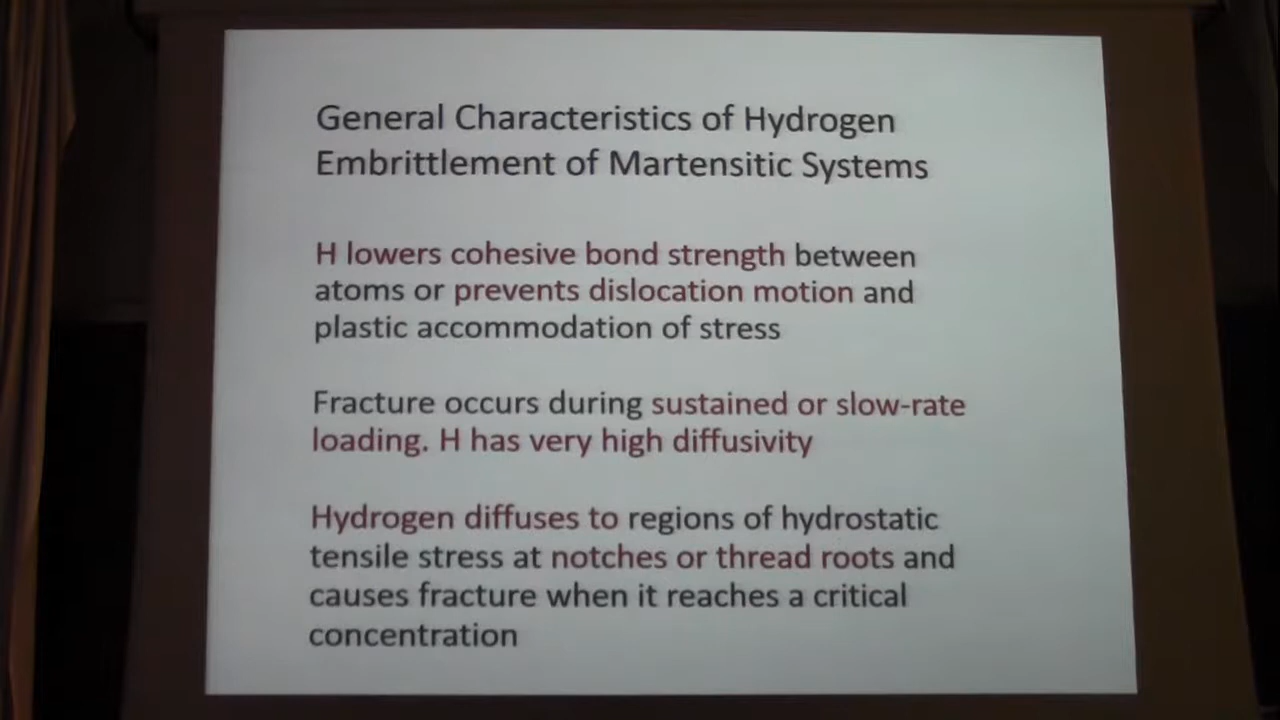 General Characteristics of Hydrogen
Embrittlement of Martensitic Systems
H lowers cohesive bond strength between
atoms or prevents dislocation motion and
plastic accommodation of stress
Fracture occurs during sustained or slow-rate
loading. H has very high diffusivity
Hydrogen diffuses to regions of hydrostatic
tensile stress at notches or thread roots and
causes fracture when it reaches a critical
concentration